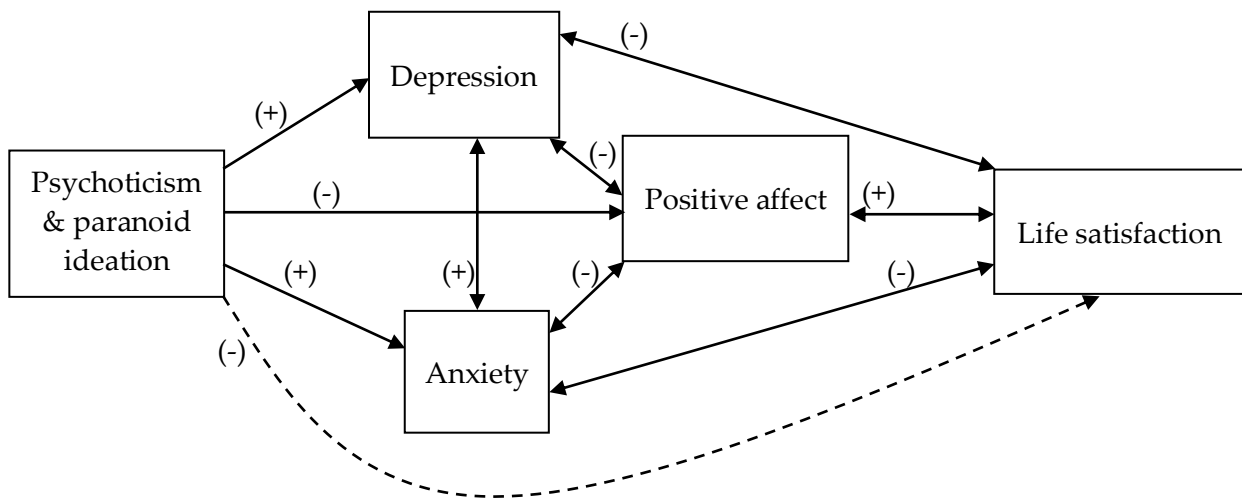 (-)
Depression
(+)
(-)
Psychoticism
& paranoid
ideation
(-)
Positive affect
(+)
Life satisfaction
(+)
(+)
(-)
(-)
(-)
Anxiety